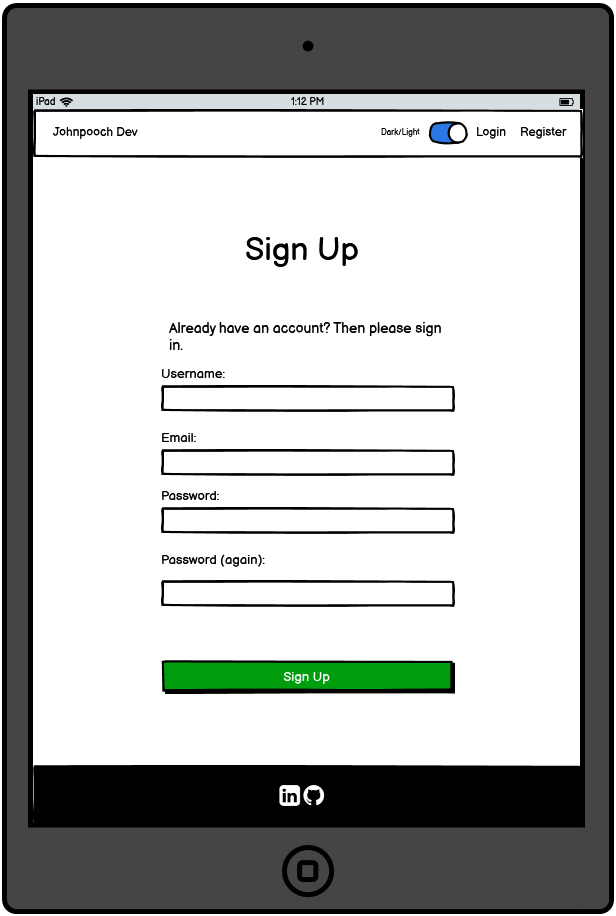 iPad 1:12 PM
Johnpooch Dev Dark/Light Login Register
Sign Up
Already have an account? Then please sign
in.
Username:
Email:
Password:
Password (again):
Sign Up
in